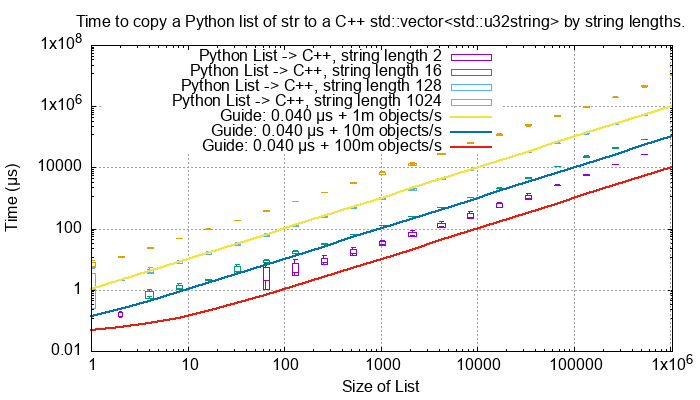 Time to copy a Python list of str to a C++ std::vector<std::u32string> by string lengths.
1x10⁸
1x10⁶
10000
100
1
0.01
Time (µs)
Python List -> C++, string length 2
Python List -> C++, string length 16
Python List -> C++, string length 128
Python List -> C++, string length 1024
Guide: 0.040 µs + 1m objects/s
Guide: 0.040 µs + 10m objects/s
Guide: 0.040 µs + 100m objects/s
1 10 100 1000 10000 100000 1x10⁶
Size of List